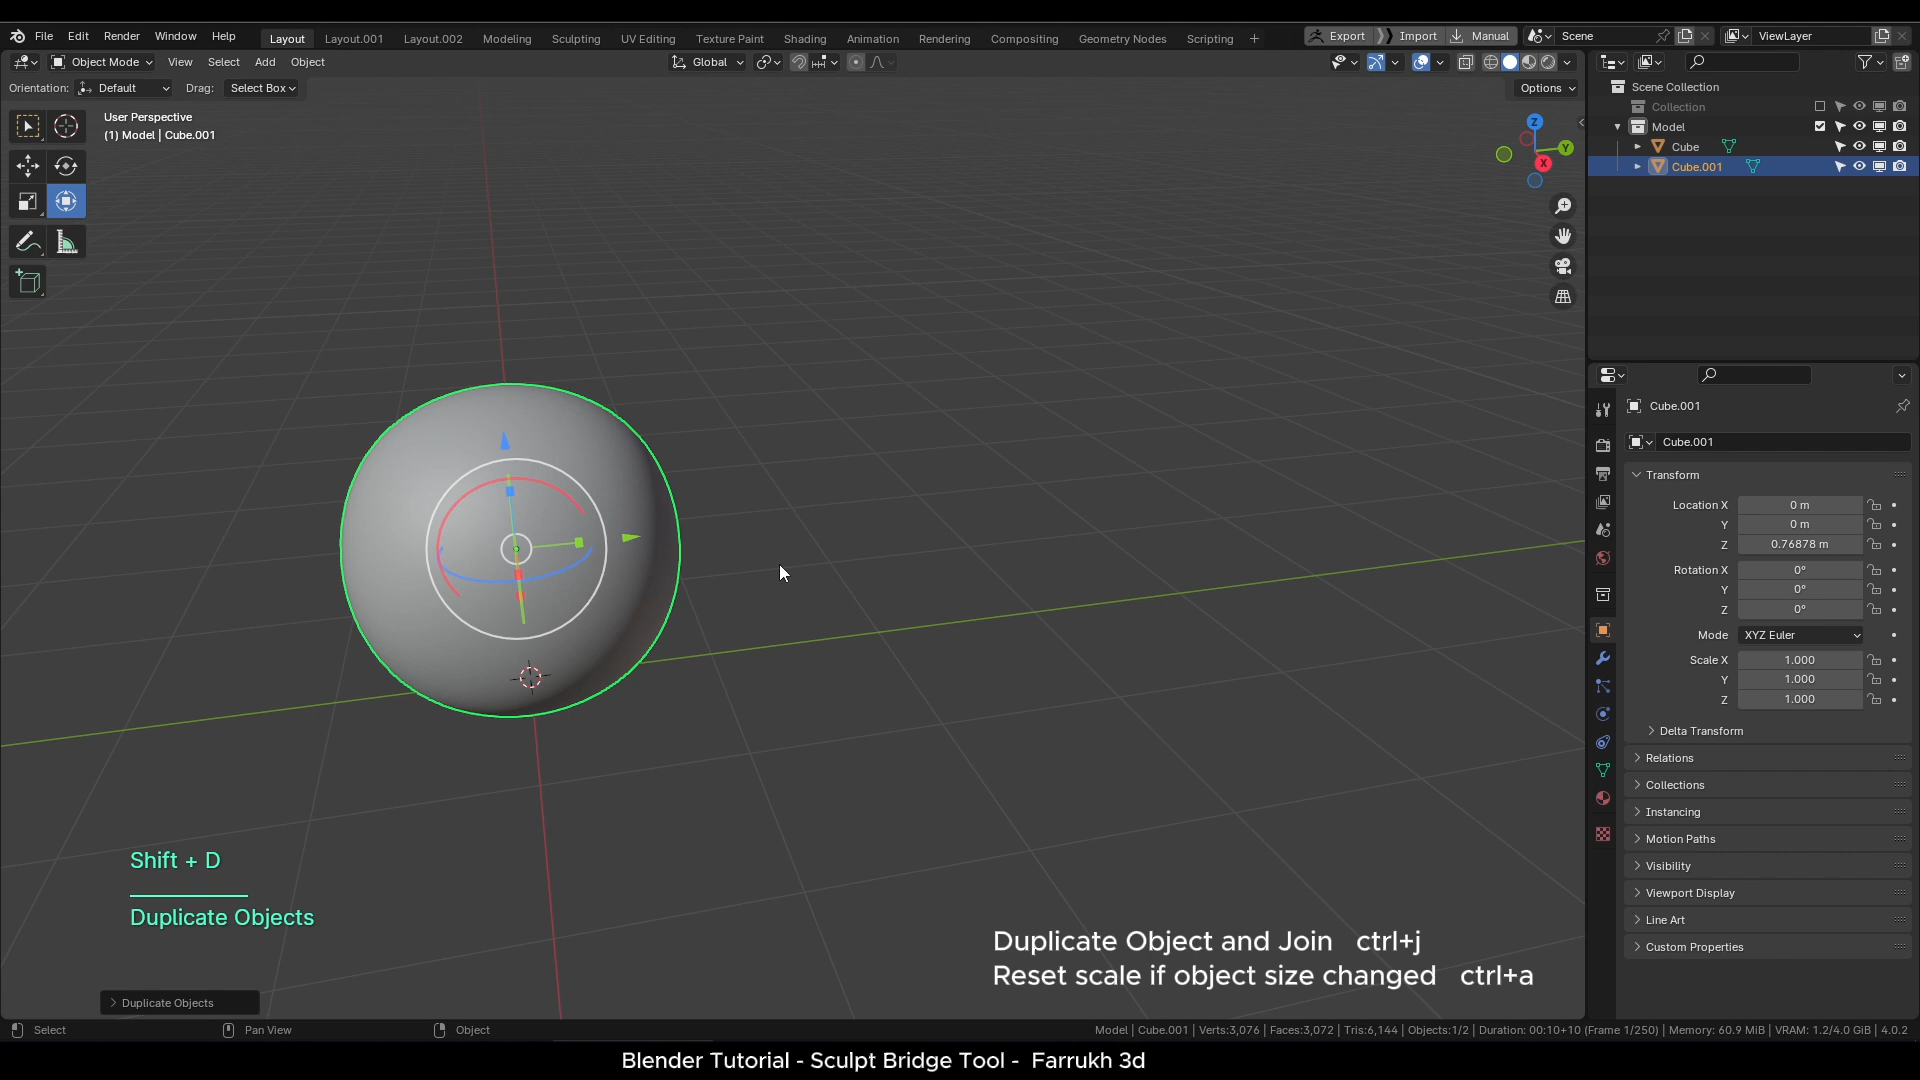 File Edit Render Window Help Layout Layout.001 Layout.002 Modeling Sculpting UV Editing Texture Paint Shading Animation Rendering Compositing Geometry Nodes Scripting + Export Import Manual Scene ViewLayer
Object Mode View Select Add Object Global
Orientation: Default Drag: Select Box Options
User Perspective
(1) Model | Cube.001
Z
Y
X
Scene Collection
Collection
Model
Cube
Cube.001
Cube.001
Cube.001
Transform
Location X 0 m
Y 0 m
Z 0.76878 m
Rotation X 0°
Y 0°
Z 0°
Mode XYZ Euler
Scale X 1.000
Y 1.000
Z 1.000
Delta Transform
Relations
Collections
Instancing
Motion Paths
Visibility
Viewport Display
Line Art
Custom Properties
Shift + D
Duplicate Objects
Duplicate Object and Join ctrl+j
Reset scale if object size changed ctrl+a
Duplicate Objects
Select Pan View Object Model | Cube.001 | Verts:3,076 | Faces:3,072 | Tris:6,144 | Objects:1/2 | Duration: 00:10+10 (Frame 1/250) | Memory: 60.9 MiB | VRAM: 1.2/4.0 GiB | 4.0.2
Blender Tutorial - Sculpt Bridge Tool - Farrukh 3d